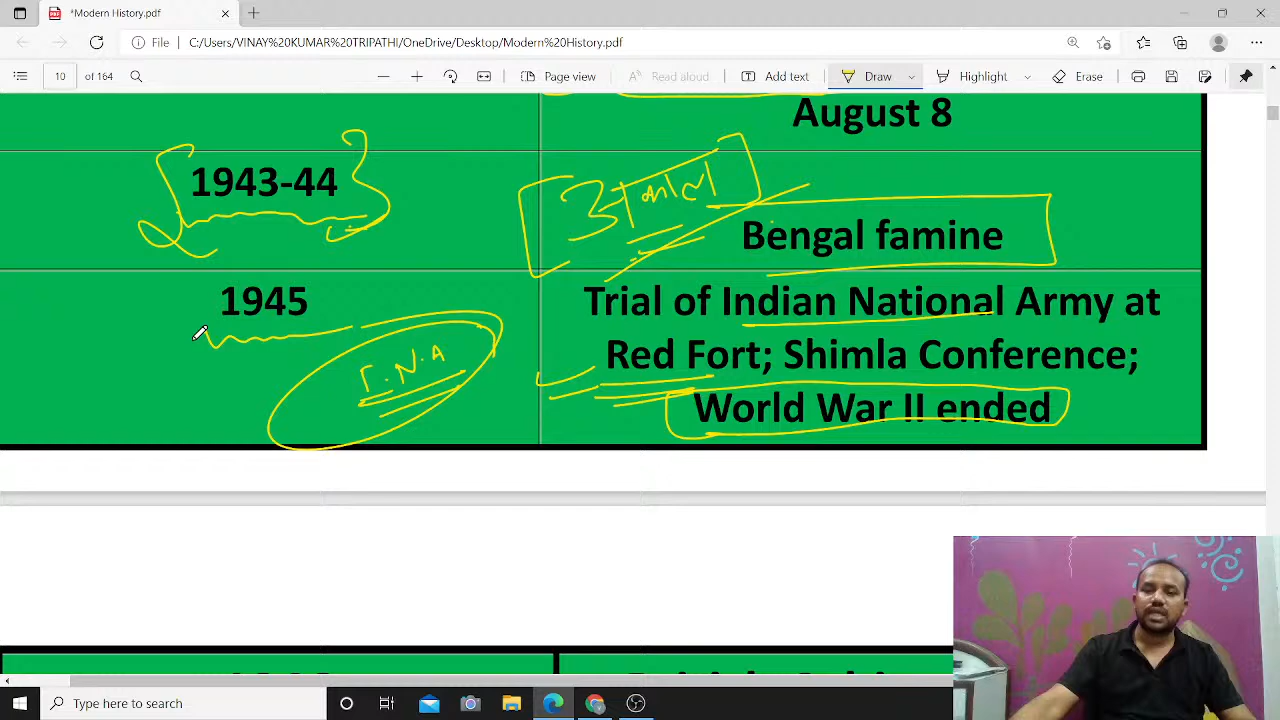 *Modern History.pdf
File
C:/Users/VINAY%20KUMAR%20TRIPATHI/OneDrive/Desktop/Modern%20History.pdf
10 of 164
Page view
Read aloud
Add text
Draw
Highlight
Erase
August 8
1943-44
Bengal famine
1945
Trial of Indian National Army at
Red Fort; Shimla Conference;
World War II ended
I.N.A
Type here to search